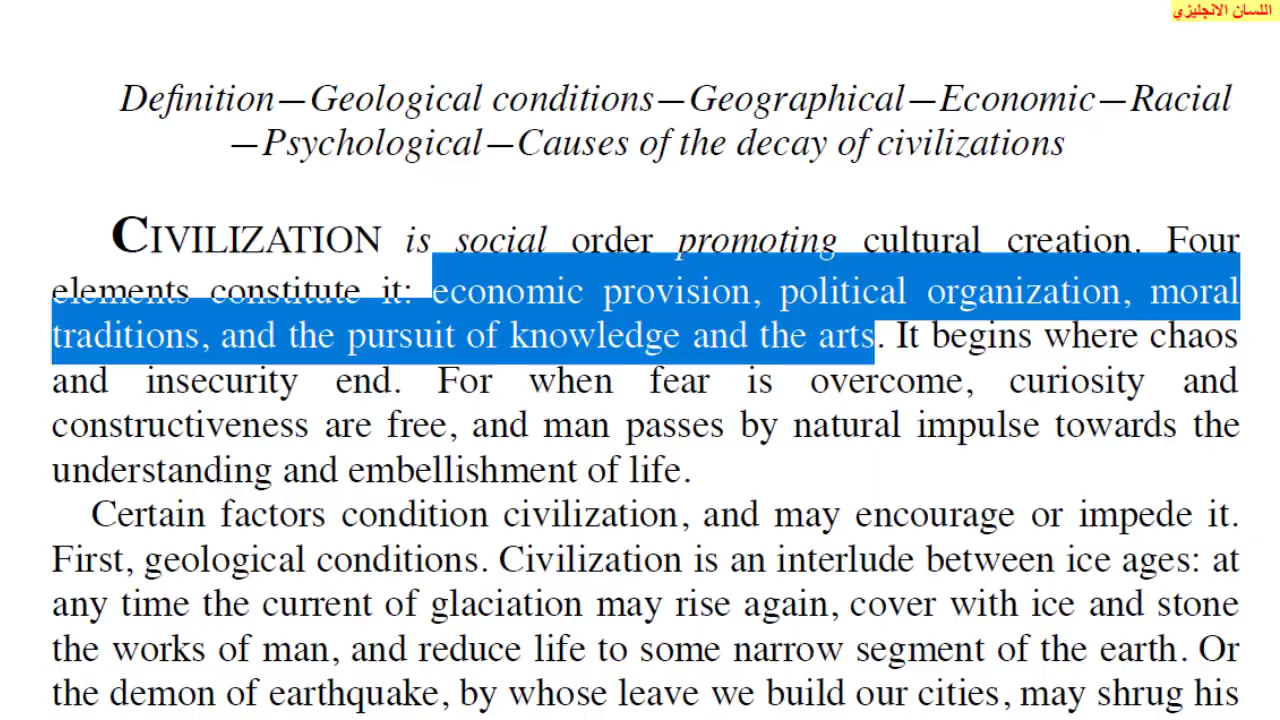 اللسان الانجليزي
Definition—Geological conditions—Geographical—Economic—Racial
—Psychological—Causes of the decay of civilizations
CIVILIZATION is social order promoting cultural creation. Four
elements constitute it: economic provision, political organization, moral
traditions, and the pursuit of knowledge and the arts. It begins where chaos
and insecurity end. For when fear is overcome, curiosity and
constructiveness are free, and man passes by natural impulse towards the
understanding and embellishment of life.
Certain factors condition civilization, and may encourage or impede it.
First, geological conditions. Civilization is an interlude between ice ages: at
any time the current of glaciation may rise again, cover with ice and stone
the works of man, and reduce life to some narrow segment of the earth. Or
the demon of earthquake, by whose leave we build our cities, may shrug his